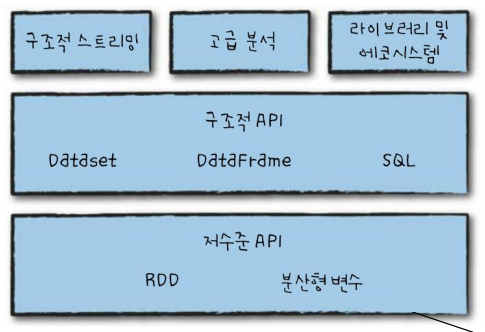 구조적 스트리밍
고급 분석
라이브러리 및
에코시스템
구조적 API
Dataset DataFrame SQL
저수준 API
RDD 분산형 변수